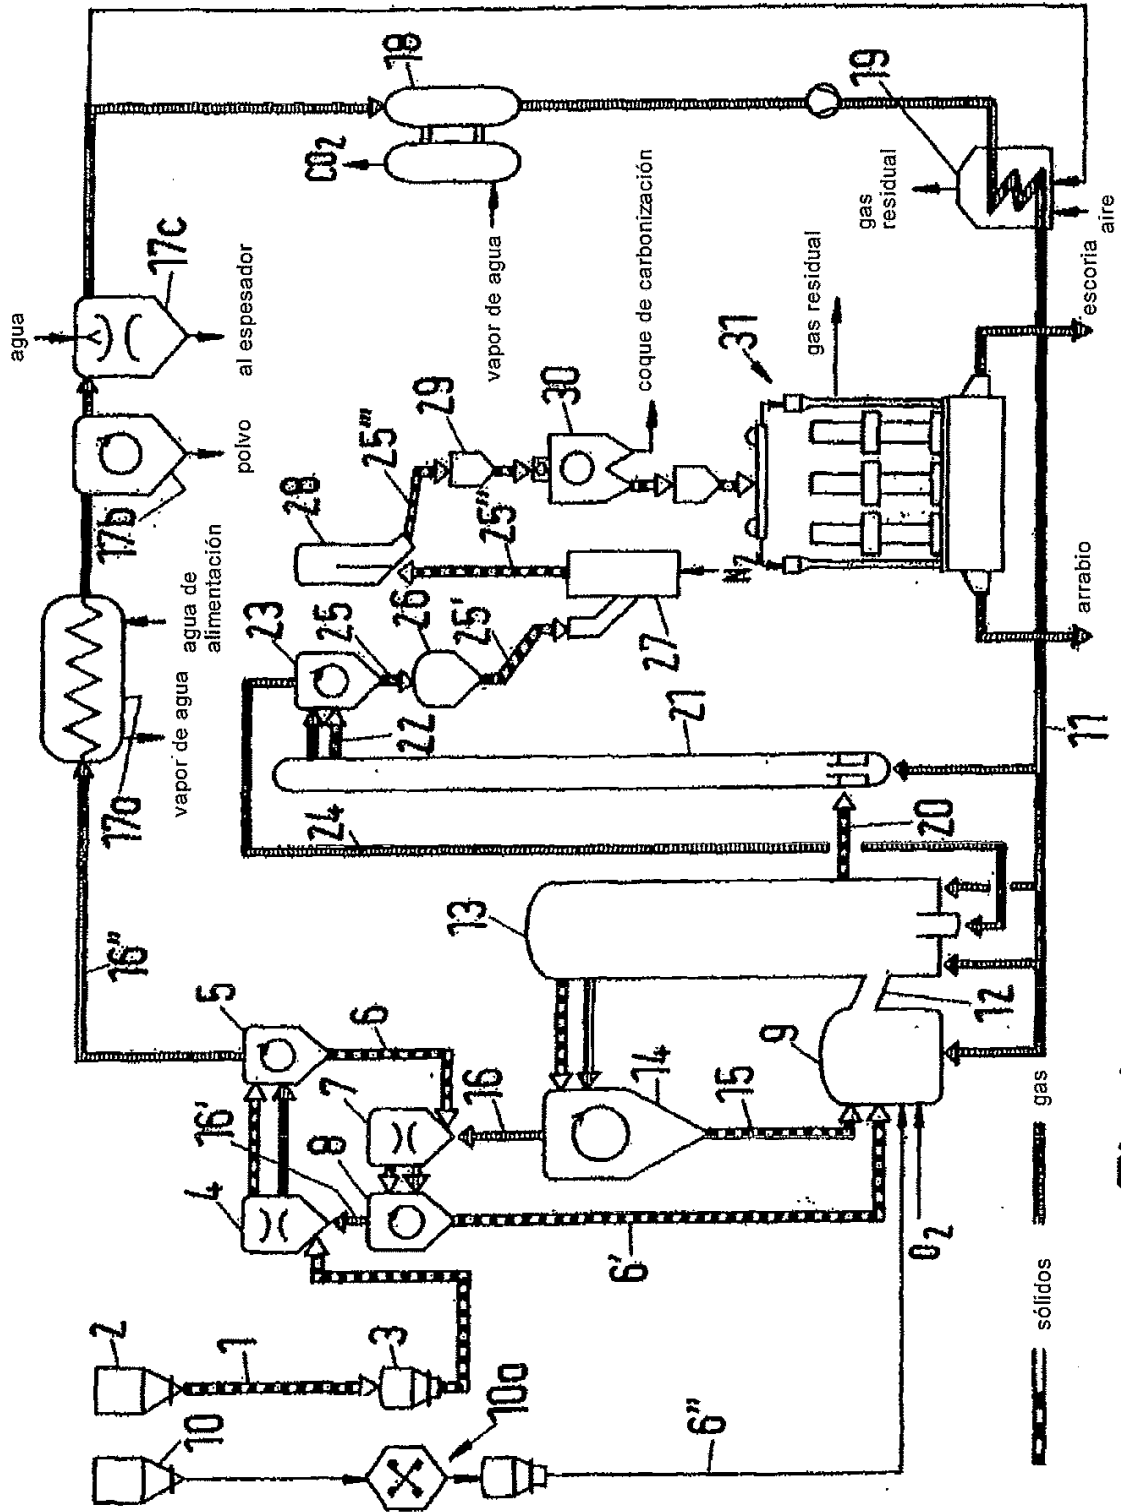 18
CO2
19
vapor de agua
gas
residual
aire
escoria
gas residual
agua
17c
al espesador
17b
polvo
agua de
alimentación
vapor de agua
17a
coque de carbonización
31
30
29
28
25'''
25''
N2
27
26
25'
25
23
22
21
24
20
arrabio
11
13
12
9
14
15
16
16''
5
6
7
16'
8
4
6'
O2
2
1
3
10
10a
6''
sólidos
gas